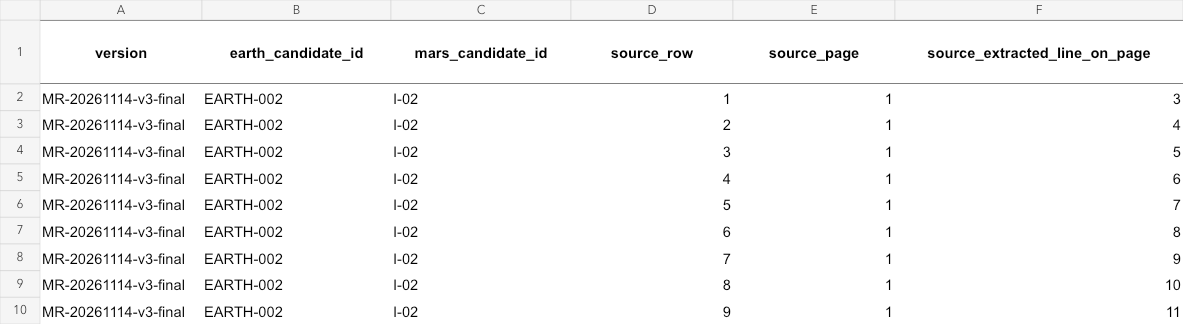 A B C D E F
1 version earth_candidate_id mars_candidate_id source_row source_page source_extracted_line_on_page
2 MR-20261114-v3-final EARTH-002 I-02 1 1 3
3 MR-20261114-v3-final EARTH-002 I-02 2 1 4
4 MR-20261114-v3-final EARTH-002 I-02 3 1 5
5 MR-20261114-v3-final EARTH-002 I-02 4 1 6
6 MR-20261114-v3-final EARTH-002 I-02 5 1 7
7 MR-20261114-v3-final EARTH-002 I-02 6 1 8
8 MR-20261114-v3-final EARTH-002 I-02 7 1 9
9 MR-20261114-v3-final EARTH-002 I-02 8 1 10
10 MR-20261114-v3-final EARTH-002 I-02 9 1 11